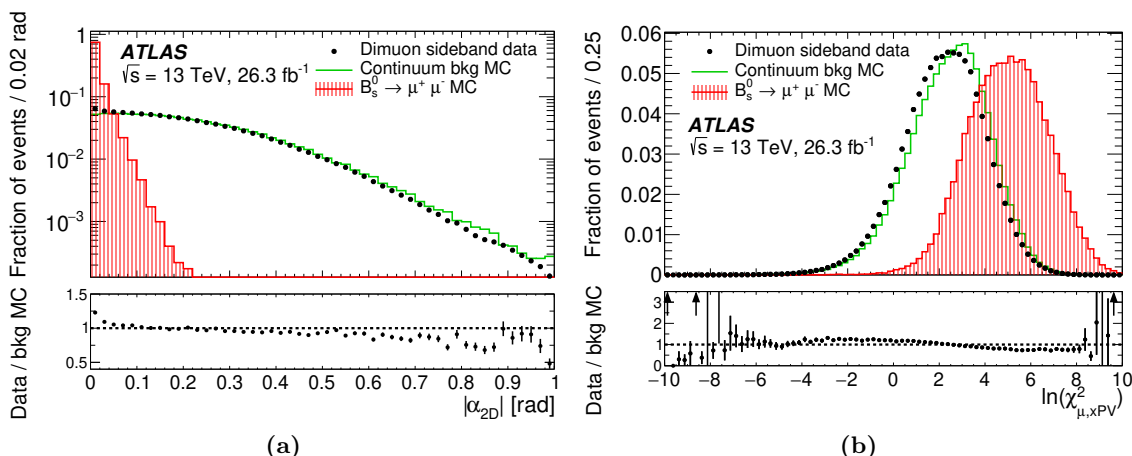 Fraction of events / 0.02 rad
1
10⁻¹
10⁻²
10⁻³
ATLAS
√s = 13 TeV, 26.3 fb⁻¹
Dimuon sideband data
Continuum bkg MC
B⁰ₛ → μ⁺ μ⁻ MC
Data / bkg MC
1.5
1
0.5
0 0.1 0.2 0.3 0.4 0.5 0.6 0.7 0.8 0.9 1
|α₂D| [rad]
(a)
Fraction of events / 0.25
0.06
0.05
0.04
0.03
0.02
0.01
0
Dimuon sideband data
Continuum bkg MC
B⁰ₛ → μ⁺ μ⁻ MC
ATLAS
√s = 13 TeV, 26.3 fb⁻¹
Data / bkg MC
3
2
1
0
−10 −8 −6 −4 −2 0 2 4 6 8 10
ln(χ²μ,xPV)
(b)